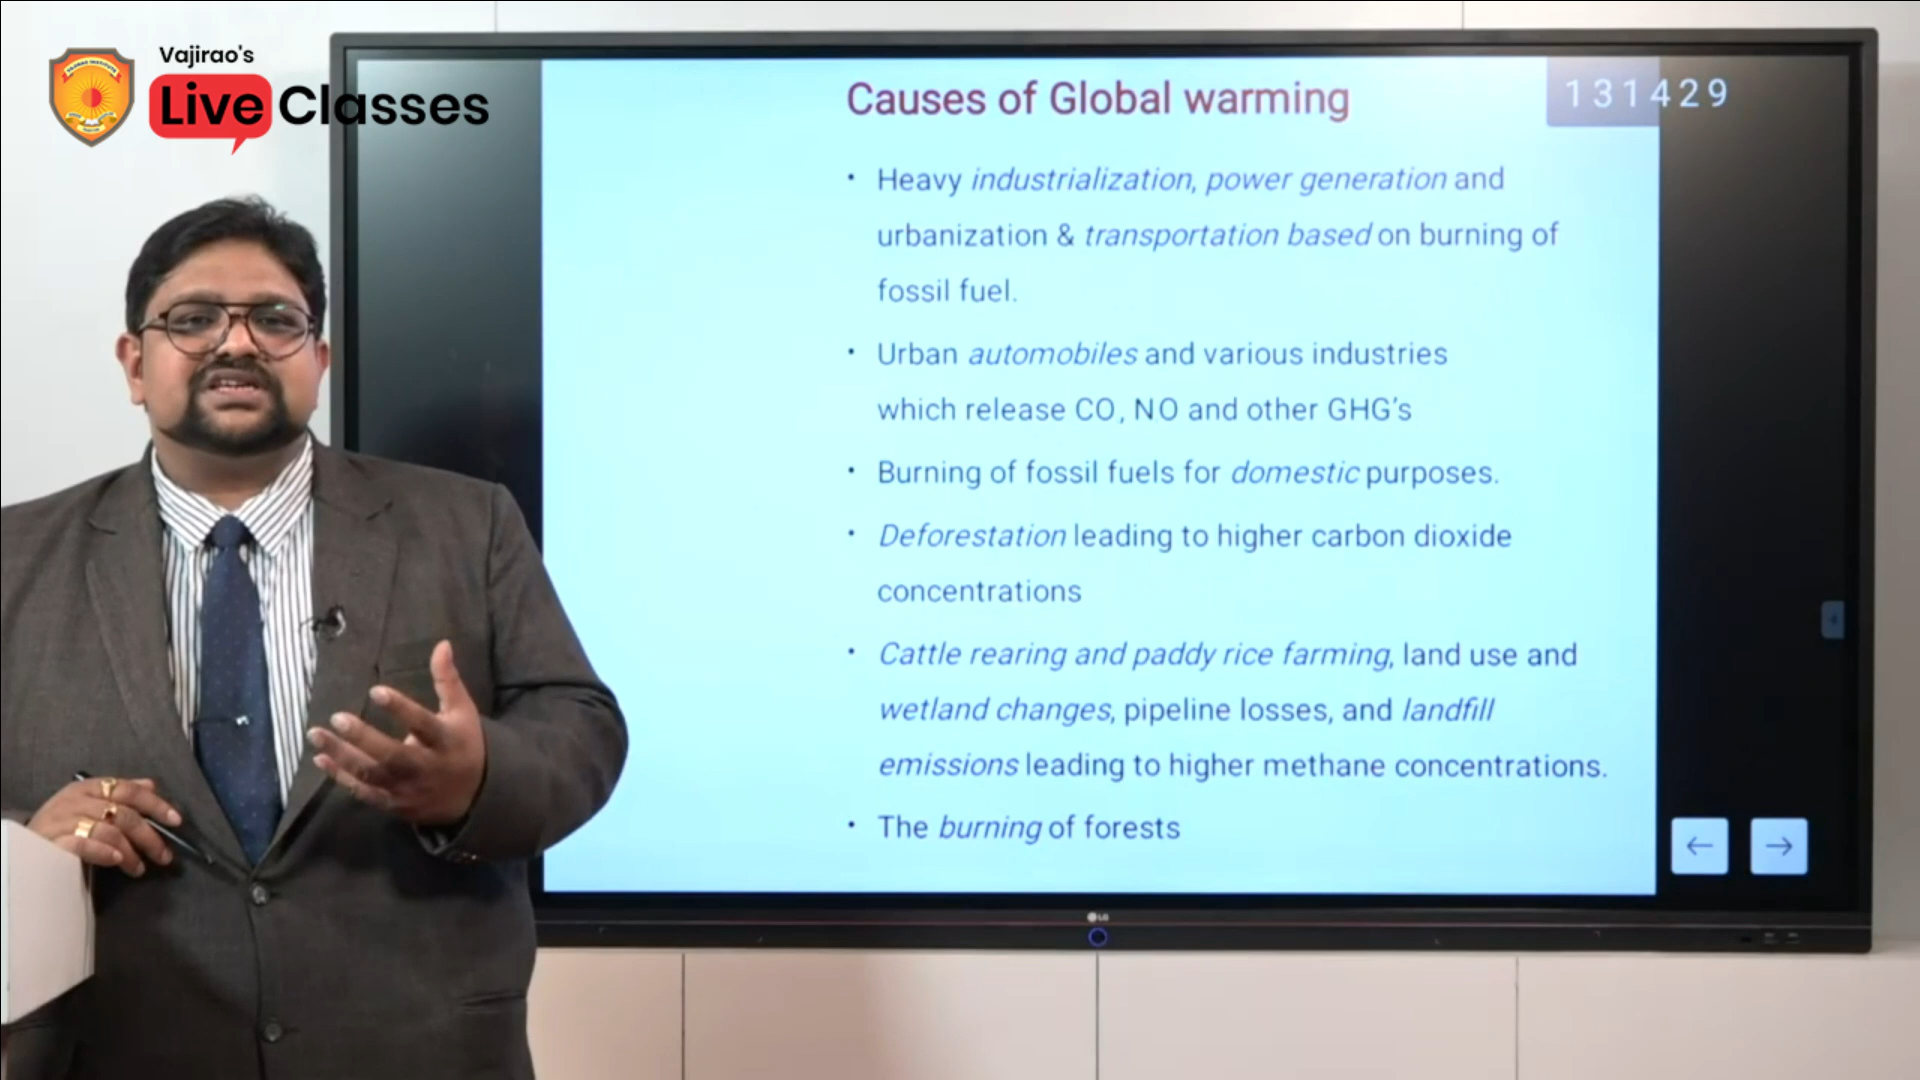 Vajirao's
Live Classes
Causes of Global warming
131429
• Heavy industrialization, power generation and
urbanization & transportation based on burning of
fossil fuel.
• Urban automobiles and various industries
which release CO, NO and other GHG's
• Burning of fossil fuels for domestic purposes.
• Deforestation leading to higher carbon dioxide
concentrations
• Cattle rearing and paddy rice farming, land use and
wetland changes, pipeline losses, and landfill
emissions leading to higher methane concentrations.
• The burning of forests
LG